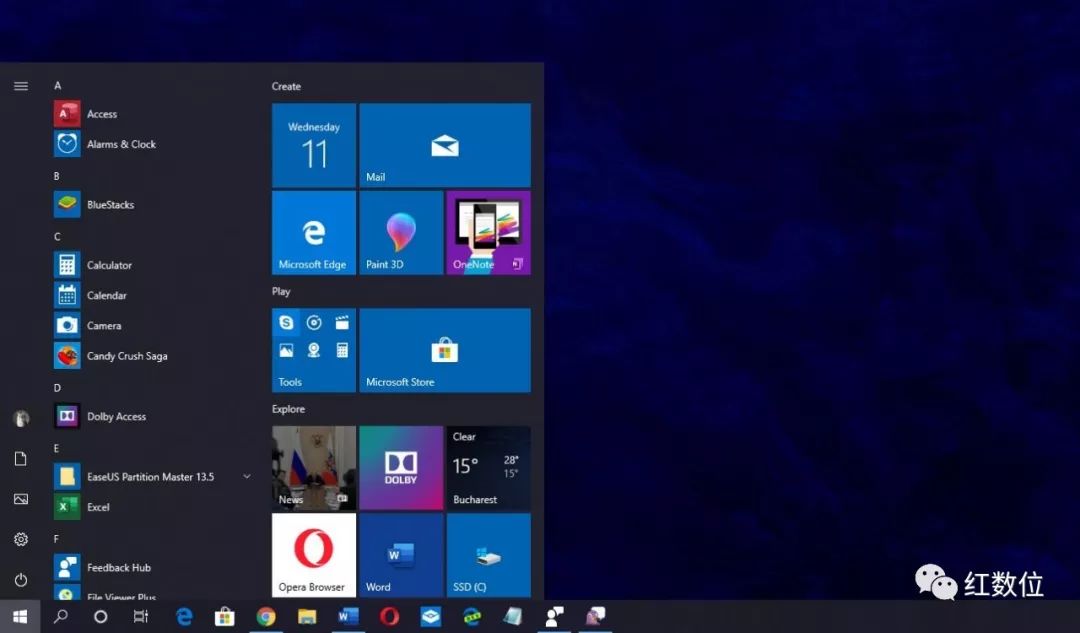 A
Access
Alarms & Clock
B
BlueStacks
C
Calculator
Calendar
Camera
Candy Crush Saga
D
Dolby Access
E
EaseUS Partition Master 13.5
Excel
F
Feedback Hub
File Viewer Plus
Create
Wednesday
11
Mail
Microsoft Edge
Paint 3D
OneNote
Play
Tools
Microsoft Store
Explore
News
DOLBY
Clear
15° 28°
15°
Bucharest
Opera Browser
Word
SSD (C)
红数位